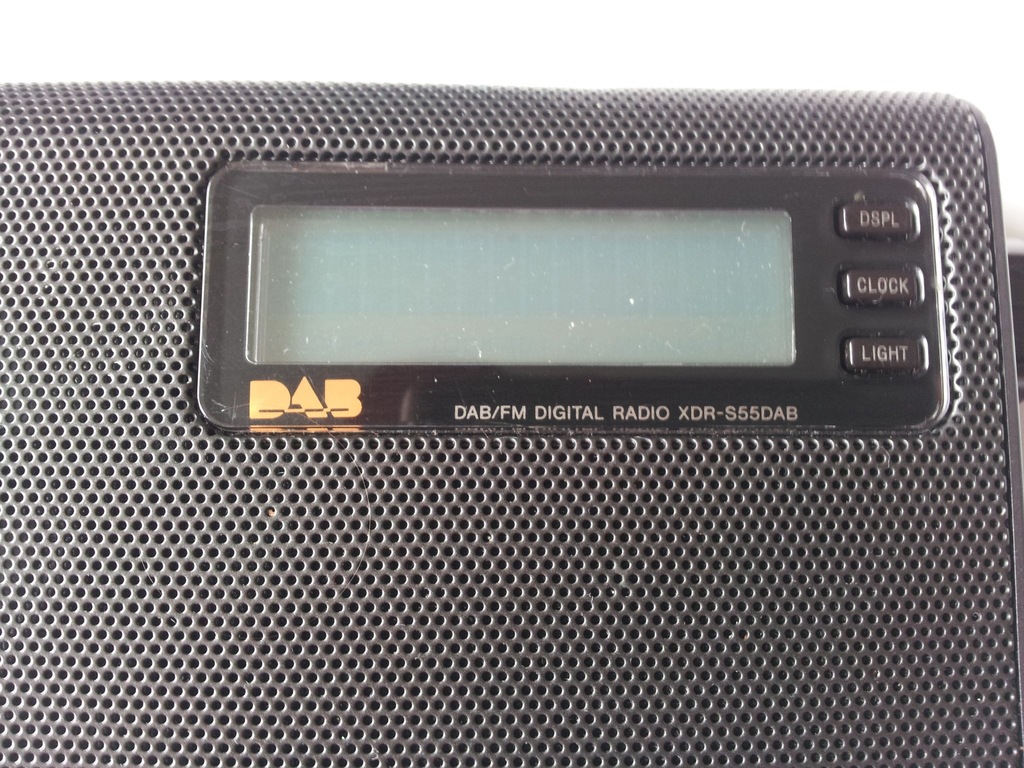 DSPL
CLOCK
LIGHT
DAB
DAB/FM DIGITAL RADIO XDR-S55DAB